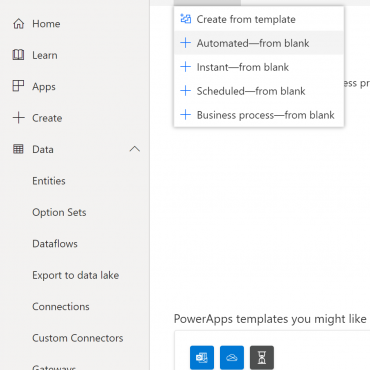 Home
Learn
Apps
Create
Data
Entities
Option Sets
Dataflows
Export to data lake
Connections
Custom Connectors
Gateways
Create from template
Automated—from blank
Instant—from blank
Scheduled—from blank
Business process—from blank
PowerApps templates you might like